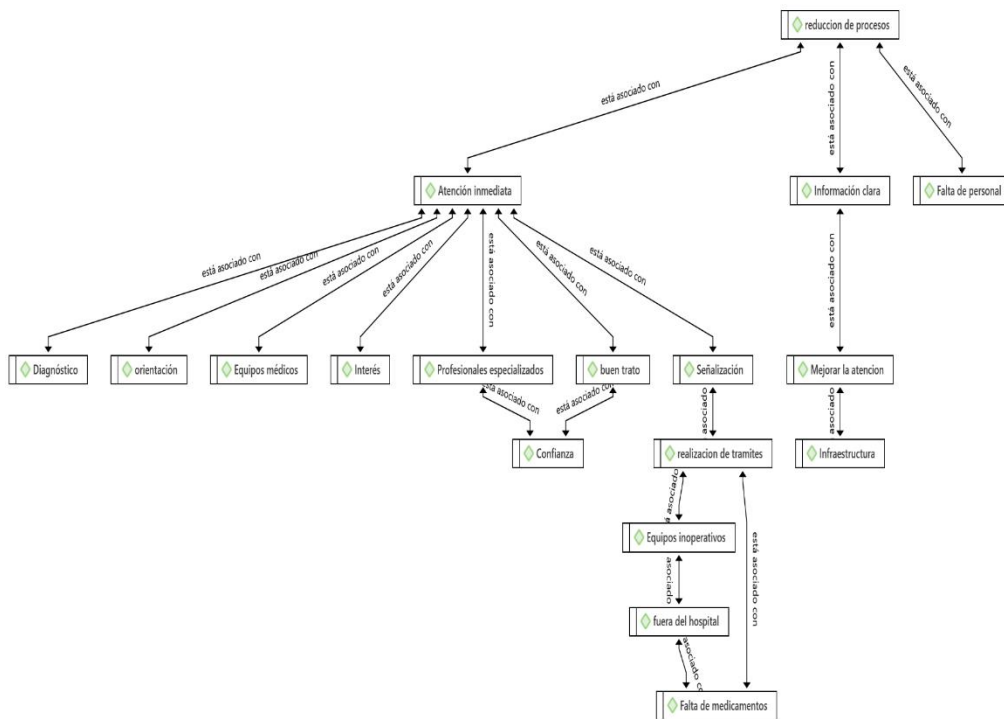 reduccion de procesos
está asociado con
está asociado con
está asociado con
Atención inmediata
Información clara
Falta de personal
está asociado con
está asociado con
está asociado con
está asociado con
está asociado con
está asociado con
está asociado con
está asociado con
Diagnóstico
orientación
Equipos médicos
Interés
Profesionales especializados
buen trato
Señalización
Mejorar la atencion
está asociado con
está asociado con
asociado
asociado
Confianza
realizacion de tramites
Infraestructura
asociado
está asociado con
Equipos inoperativos
asociado
fuera del hospital
asociado
Falta de medicamentos